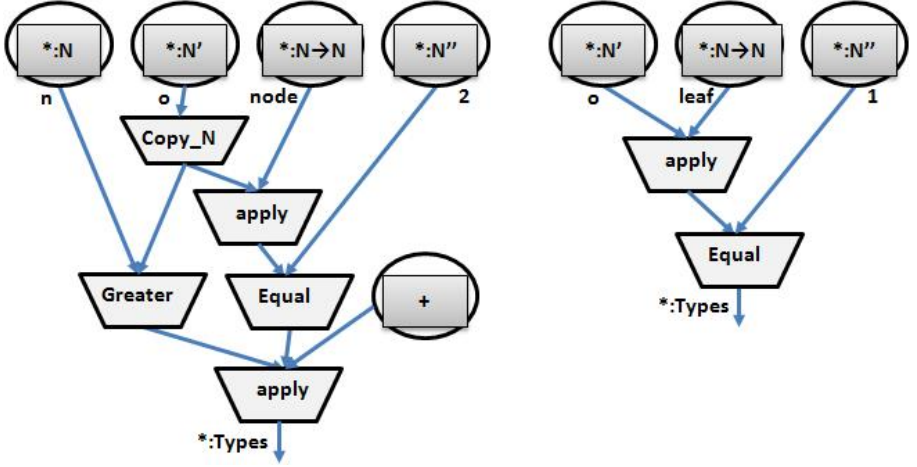 *:N *:N' *:N→N *:N'' *:N' *:N→N *:N''
n o node 2 o leaf 1
Copy_N
apply
apply
Equal
Greater Equal +
*:Types
apply
*:Types